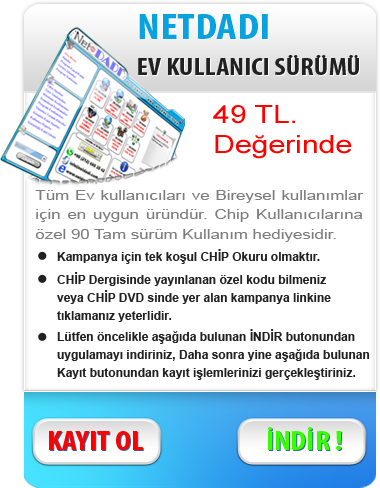 NETDADI
EV KULLANICI SÜRÜMÜ
Net DADI
49 TL.
Değerinde
Tüm Ev kullanıcıları ve Bireysel kullanımlar
için en uygun üründür. Chip Kullanıcılarına
özel 90 Tam sürüm Kullanım hediyesidir.
● Kampanya için tek koşul CHİP Okuru olmaktır.
● CHİP Dergisinde yayınlanan özel kodu bilmeniz
veya CHİP DVD sinde yer alan kampanya linkine
tıklamanız yeterlidir.
● Lütfen öncelikle aşağıda bulunan İNDİR butonundan
uygulamayı indiriniz, Daha sonra yine aşağıda bulunan
Kayıt butonundan kayıt işlemlerinizi gerçekleştiriniz.
KAYIT OL
İNDİR !